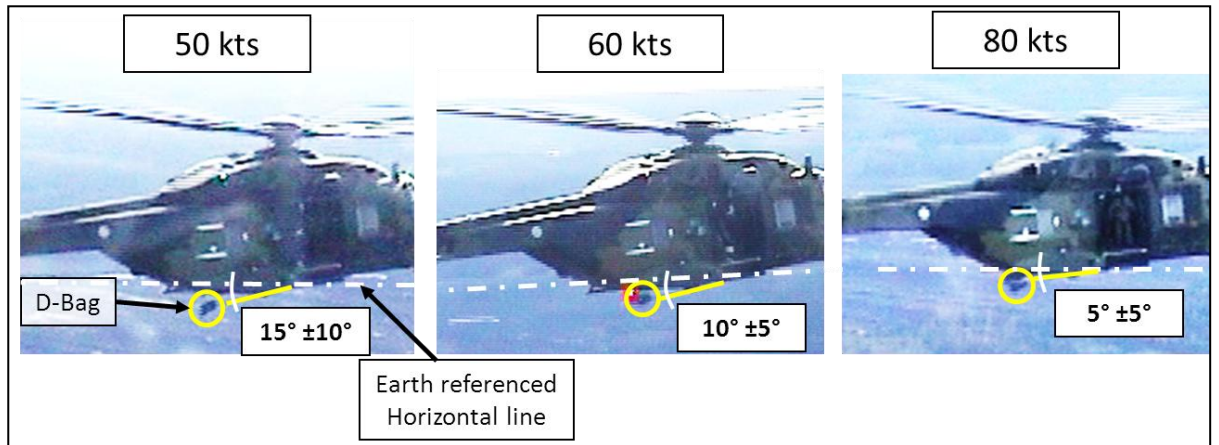 50 kts
60 kts
80 kts
D-Bag
15° ±10°
10° ±5°
5° ±5°
Earth referenced
Horizontal line